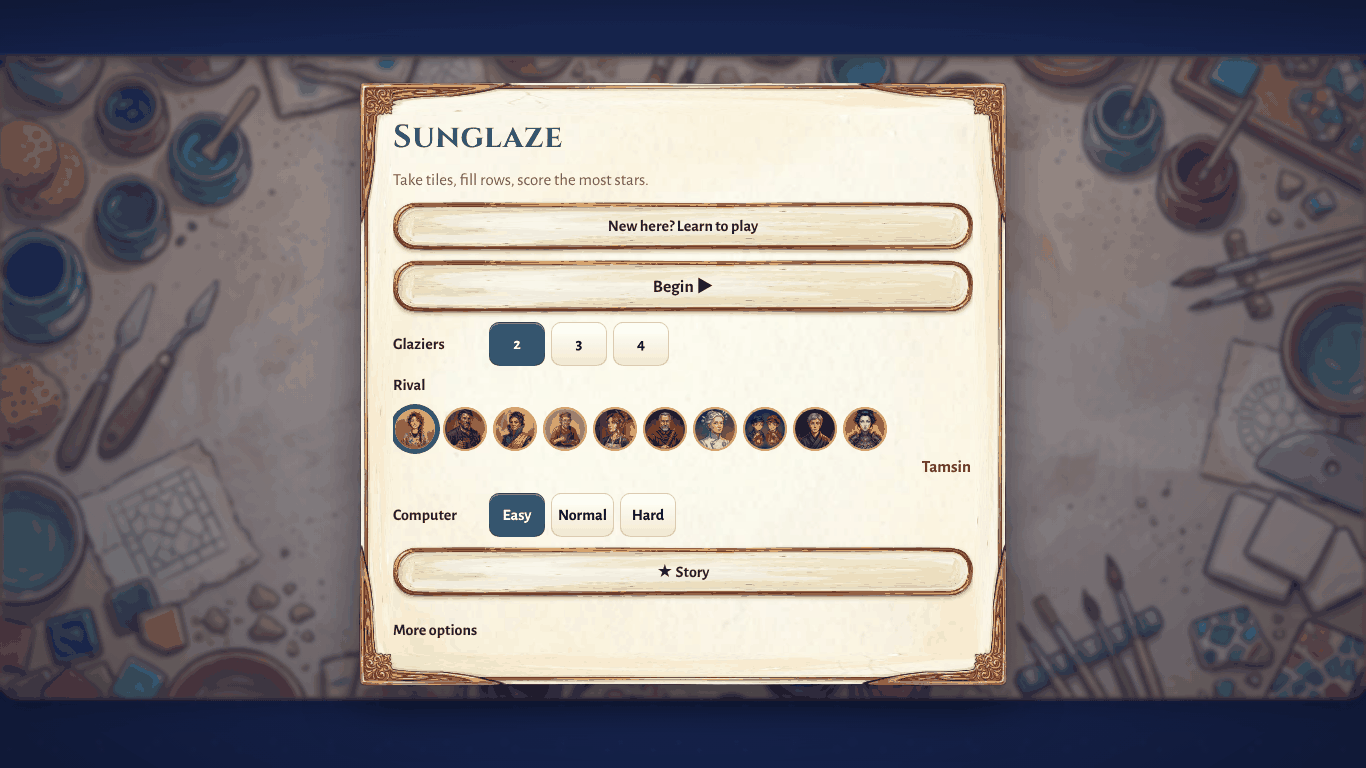 Sunglaze
Take tiles, fill rows, score the most stars.
New here? Learn to play
Begin ▶
Glaziers 2 3 4
Rival
Tamsin
Computer Easy Normal Hard
★ Story
More options